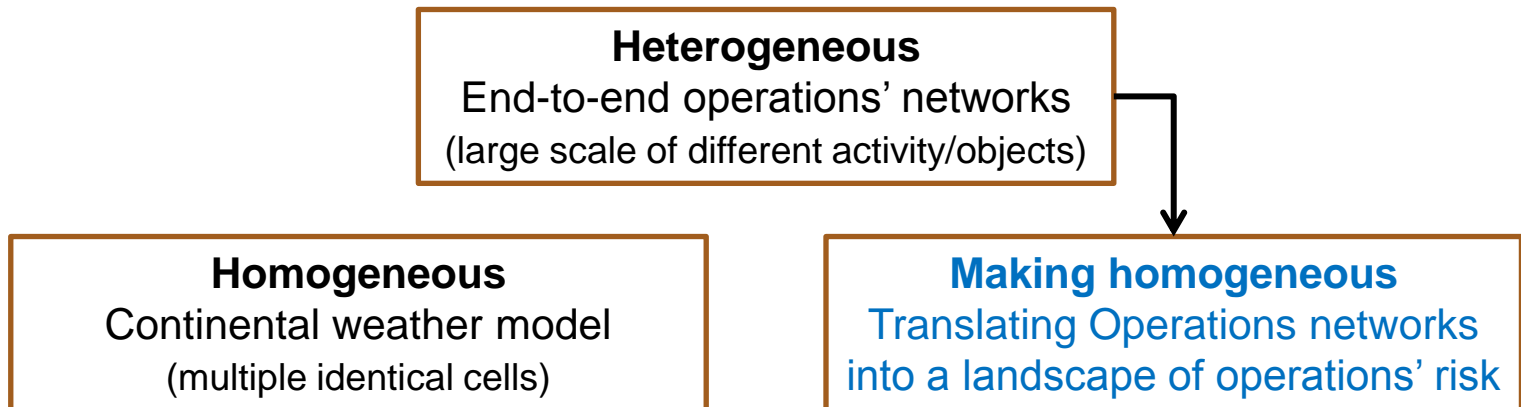 Heterogeneous
End-to-end operations’ networks
(large scale of different activity/objects)
Homogeneous
Continental weather model
(multiple identical cells)
Making homogeneous
Translating Operations networks
into a landscape of operations’ risk